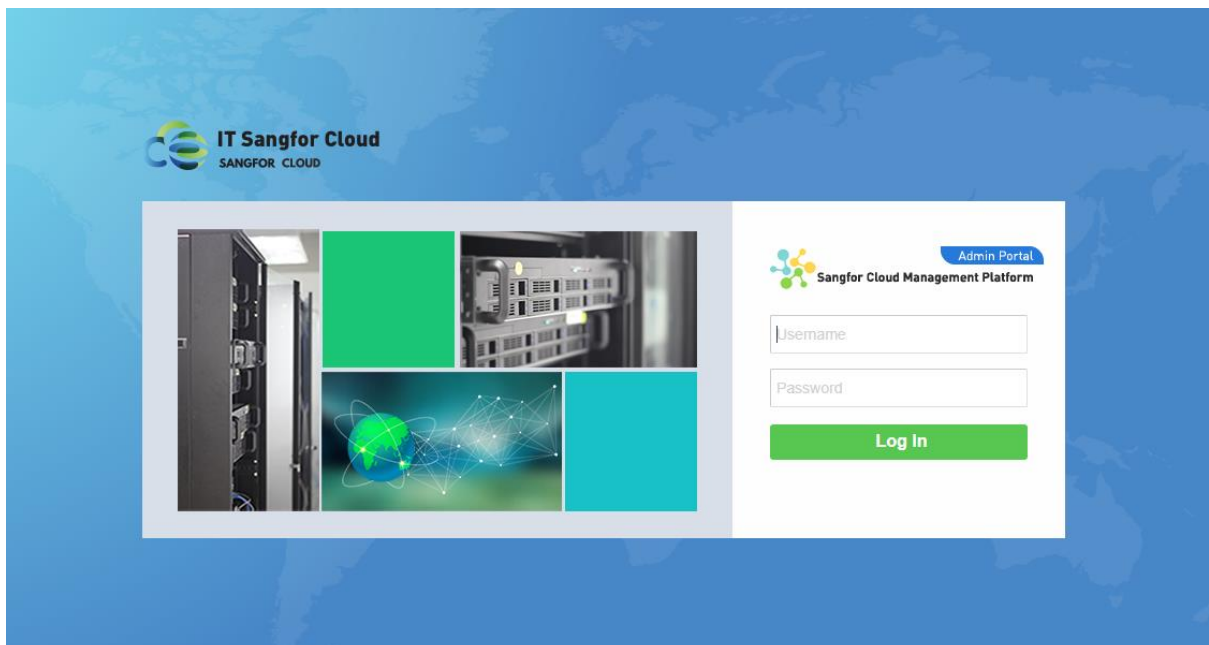 IT Sangfor Cloud
SANGFOR CLOUD
Admin Portal
Sangfor Cloud Management Platform
Username
Password
Log In